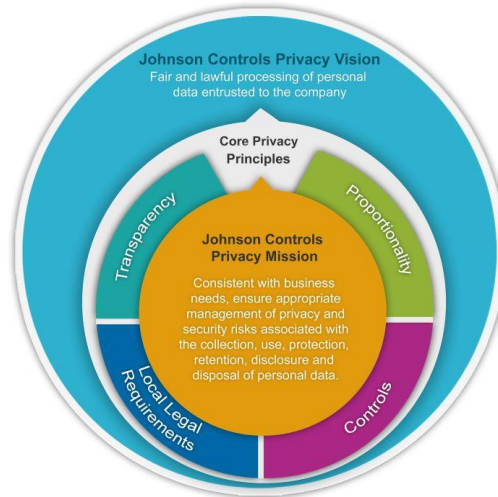 Johnson Controls Privacy Vision
Fair and lawful processing of personal
data entrusted to the company
Core Privacy
Principles
Transparency
Proportionality
Johnson Controls
Privacy Mission
Consistent with business
needs, ensure appropriate
management of privacy and
security risks associated with
the collection, use, protection,
retention, disclosure and
disposal of personal data.
Local Legal
Requirements
Controls